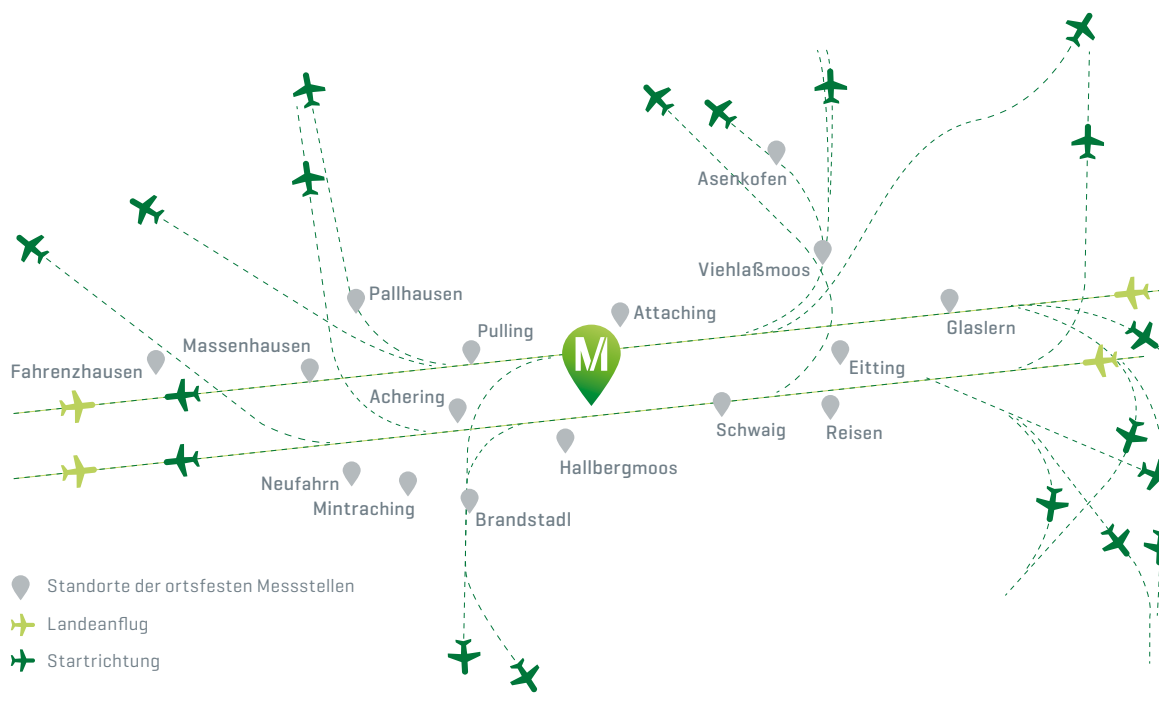 Asenkofen
Viehlaßmoos
Pallhausen
Attaching
Glaslern
Pulling
Massenhausen
Fahrenzhausen
Eitting
Achering
M
Schwaig
Reisen
Hallbergmoos
Neufahrn
Mintraching
Brandstadl
Standorte der ortsfesten Messstellen
Landeanflug
Startrichtung